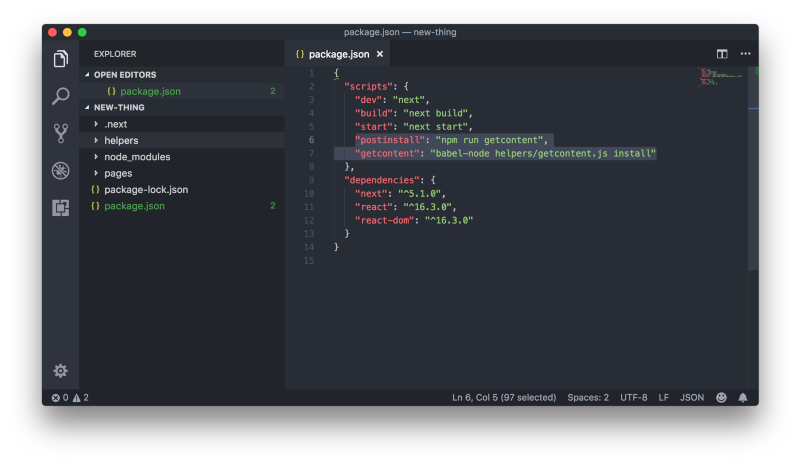 package.json — new-thing
EXPLORER
OPEN EDITORS
{} package.json 2
NEW-THING
.next
helpers
node_modules
pages
{} package-lock.json
{} package.json 2
{} package.json ×
1 {
2 "scripts": {
3 "dev": "next",
4 "build": "next build",
5 "start": "next start",
6 "postinstall": "npm run getcontent",
7 "getcontent": "babel-node helpers/getcontent.js install"
8 },
9 "dependencies": {
10 "next": "^5.1.0",
11 "react": "^16.3.0",
12 "react-dom": "^16.3.0"
13 }
14 }
15
0 2 Ln 6, Col 5 (97 selected) Spaces: 2 UTF-8 LF JSON